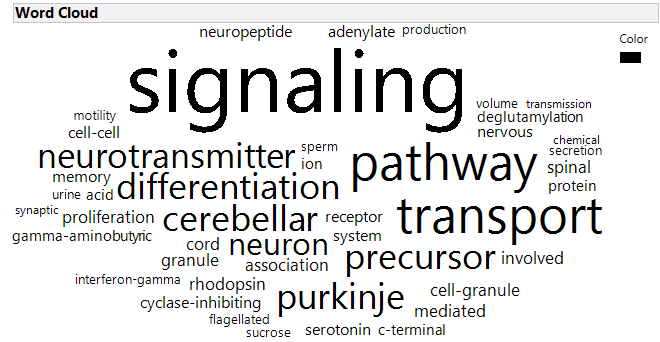 Word Cloud
neuropeptide adenylate production
Color
signaling
volume transmission
motility deglutamylation
cell-cell nervous
chemical
neurotransmitter sperm pathway secretion
ion spinal
memory differentiation protein
urine acid
synaptic proliferation cerebellar receptor transport
gamma-aminobutyric cord neuron system
granule association precursor involved
interferon-gamma rhodopsin purkinje cell-granule
cyclase-inhibiting mediated
flagellated serotonin c-terminal
sucrose